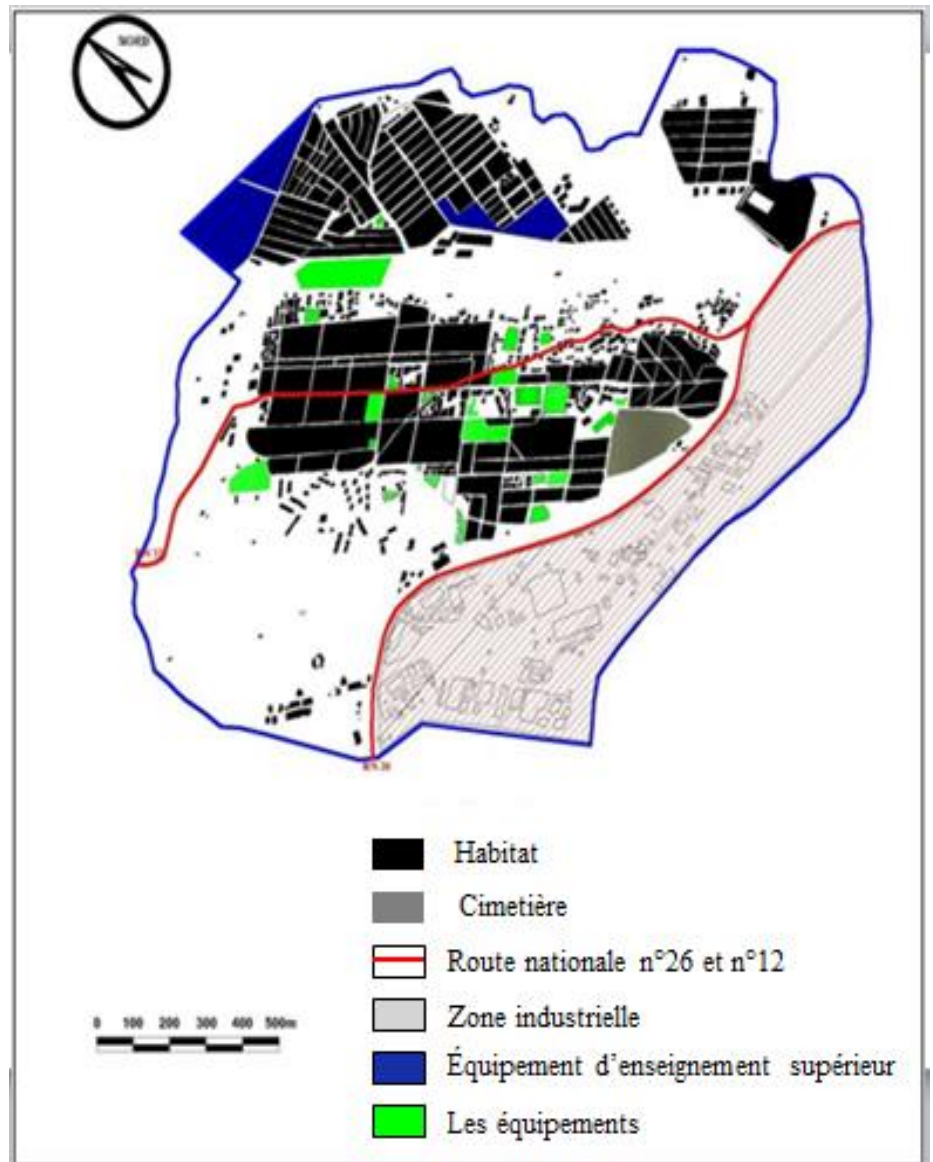 NORD
Habitat
Cimetière
Route nationale n°26 et n°12
Zone industrielle
0 100 200 300 400 500m
Équipement d'enseignement supérieur
Les équipements